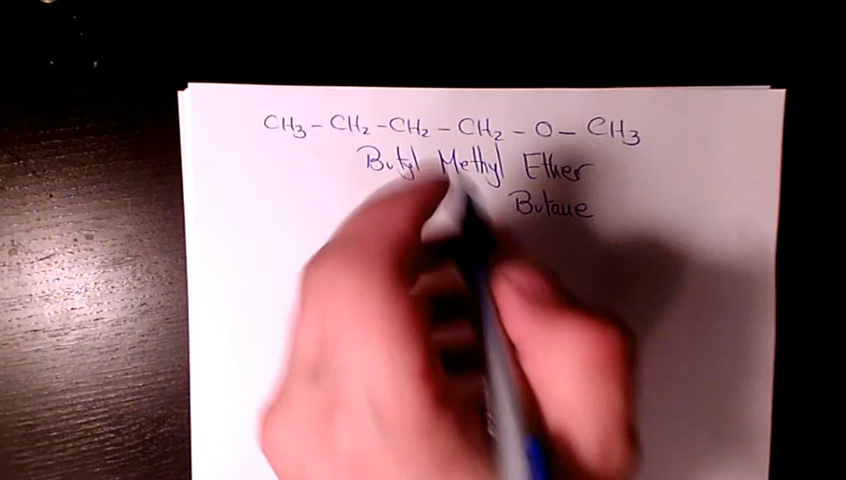 CH₃ – CH₂ – CH₂ – CH₂ – O – CH₃
Butyl Methyl Ether
Butane